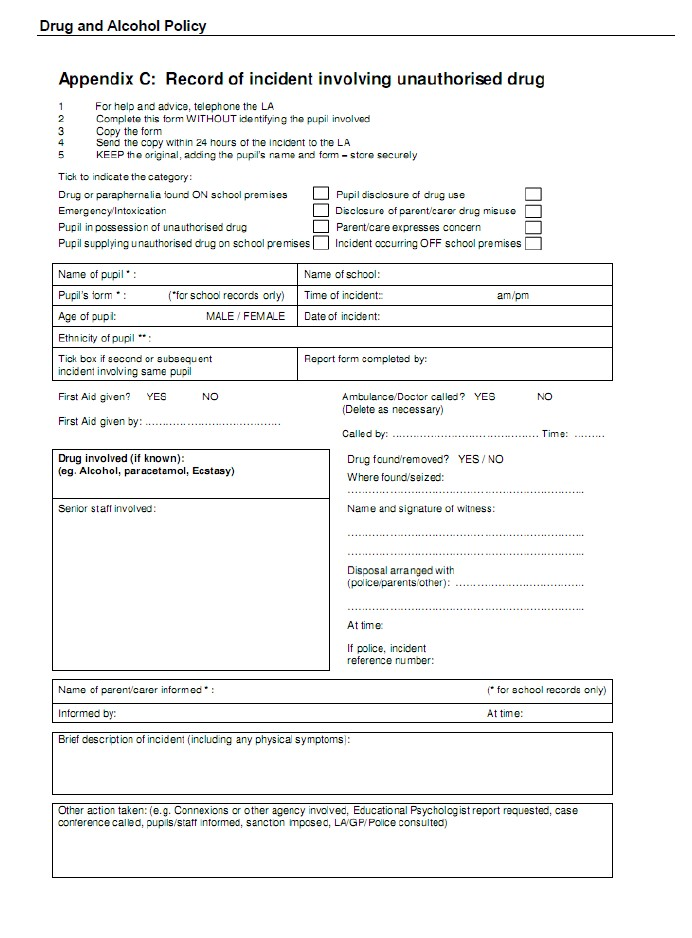 Drug and Alcohol Policy
Appendix C: Record of incident involving unauthorised drug
1 For help and advice, telephone the LA
2 Complete this form WITHOUT identifying the pupil involved
3 Copy the form
4 Send the copy within 24 hours of the incident to the LA
5 KEEP the original, adding the pupil's name and form – store securely
Tick to indicate the category:
Drug or paraphernalia found ON school premises Pupil disclosure of drug use
Emergency/Intoxication Disclosure of parent/carer drug misuse
Pupil in possession of unauthorised drug Parent/care expresses concern
Pupil supplying unauthorised drug on school premises Incident occurring OFF school premises
Name of pupil * : Name of school:
Pupil's form * : (*for school records only) Time of incident:: am/pm
Age of pupil: MALE / FEMALE Date of incident:
Ethnicity of pupil ** :
Tick box if second or subsequent
incident involving same pupil
Report form completed by:
First Aid given? YES NO Ambulance/Doctor called? YES NO
(Delete as necessary)
First Aid given by: ......................................
Called by: ......................................... Time: .........
Drug involved (if known):
(eg. Alcohol, paracetamol, Ecstasy)
Senior staff involved:
Drug found/removed? YES / NO
Where found/seized:
..................................................................
Name and signature of witness:
..................................................................
..................................................................
Disposal arranged with
(police/parents/other): ....................................
..................................................................
At time:
If police, incident
reference number:
Name of parent/carer informed * : (* for school records only)
Informed by: At time:
Brief description of incident (including any physical symptoms):
Other action taken: (e.g. Connexions or other agency involved, Educational Psychologist report requested, case
conference called, pupils/staff informed, sancton imposed, LA/GP/Police consulted)